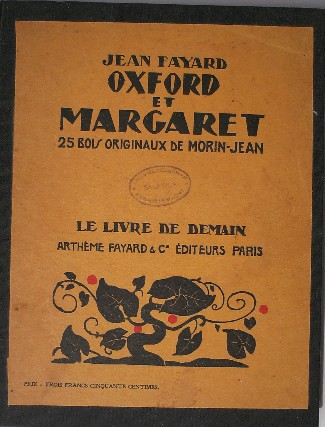 JEAN FAYARD
OXFORD
ET
MARGARET
25 BOIS ORIGINAUX DE MORIN-JEAN
LE LIVRE DE DEMAIN
ARTHÈME FAYARD & Cie ÉDITEURS PARIS
PRIX : TROIS FRANCS CINQUANTE CENTIMES.